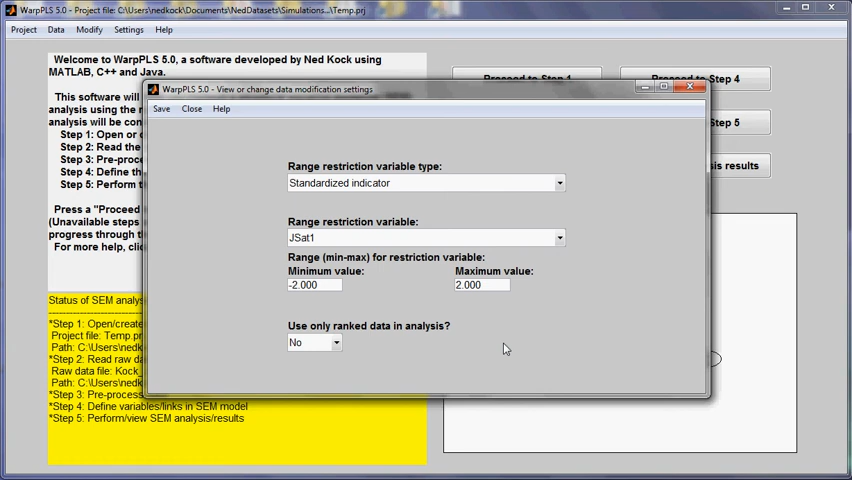 WarpPLS 5.0 - Project file: C:\Users\nedkock\Documents\NedDatasets\Simulations...\Temp.prj
Project Data Modify Settings Help
Welcome to WarpPLS 5.0, a software developed by Ned Kock using
MATLAB, C++ and Java.
This software will
analysis using the
analysis will be con
Step 1: Open or
Step 2: Read the
Step 3: Pre-proce
Step 4: Define th
Step 5: Perform t
Press a "Proceed
(Unavailable steps
progress through th
For more help, clic
Proceed to Step 1
Proceed to Step 4
Step 5
sis results
WarpPLS 5.0 - View or change data modification settings
Save Close Help
Range restriction variable type:
Standardized indicator
Range restriction variable:
JSat1
Range (min-max) for restriction variable:
Minimum value: Maximum value:
-2.000 2.000
Use only ranked data in analysis?
No
Status of SEM analys
*Step 1: Open/create
Project file: Temp.prj
Path: C:\Users\nedk
*Step 2: Read raw da
Raw data file: Kock_
Path: C:\Users\nedk
*Step 3: Pre-process
*Step 4: Define variables/links in SEM model
*Step 5: Perform/view SEM analysis/results